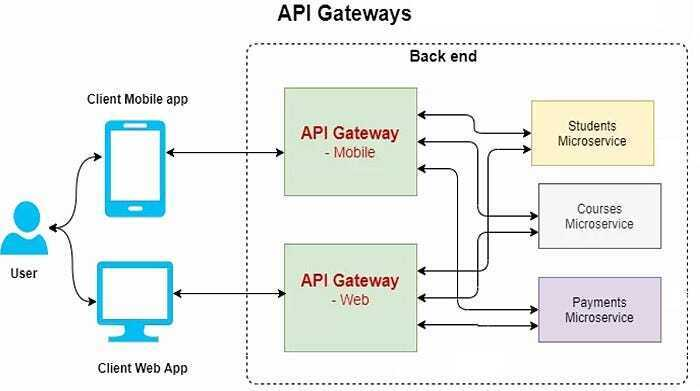 API Gateways
Back end
Client Mobile app
API Gateway
- Mobile
Students
Microservice
Courses
Microservice
User
API Gateway
- Web
Payments
Microservice
Client Web App